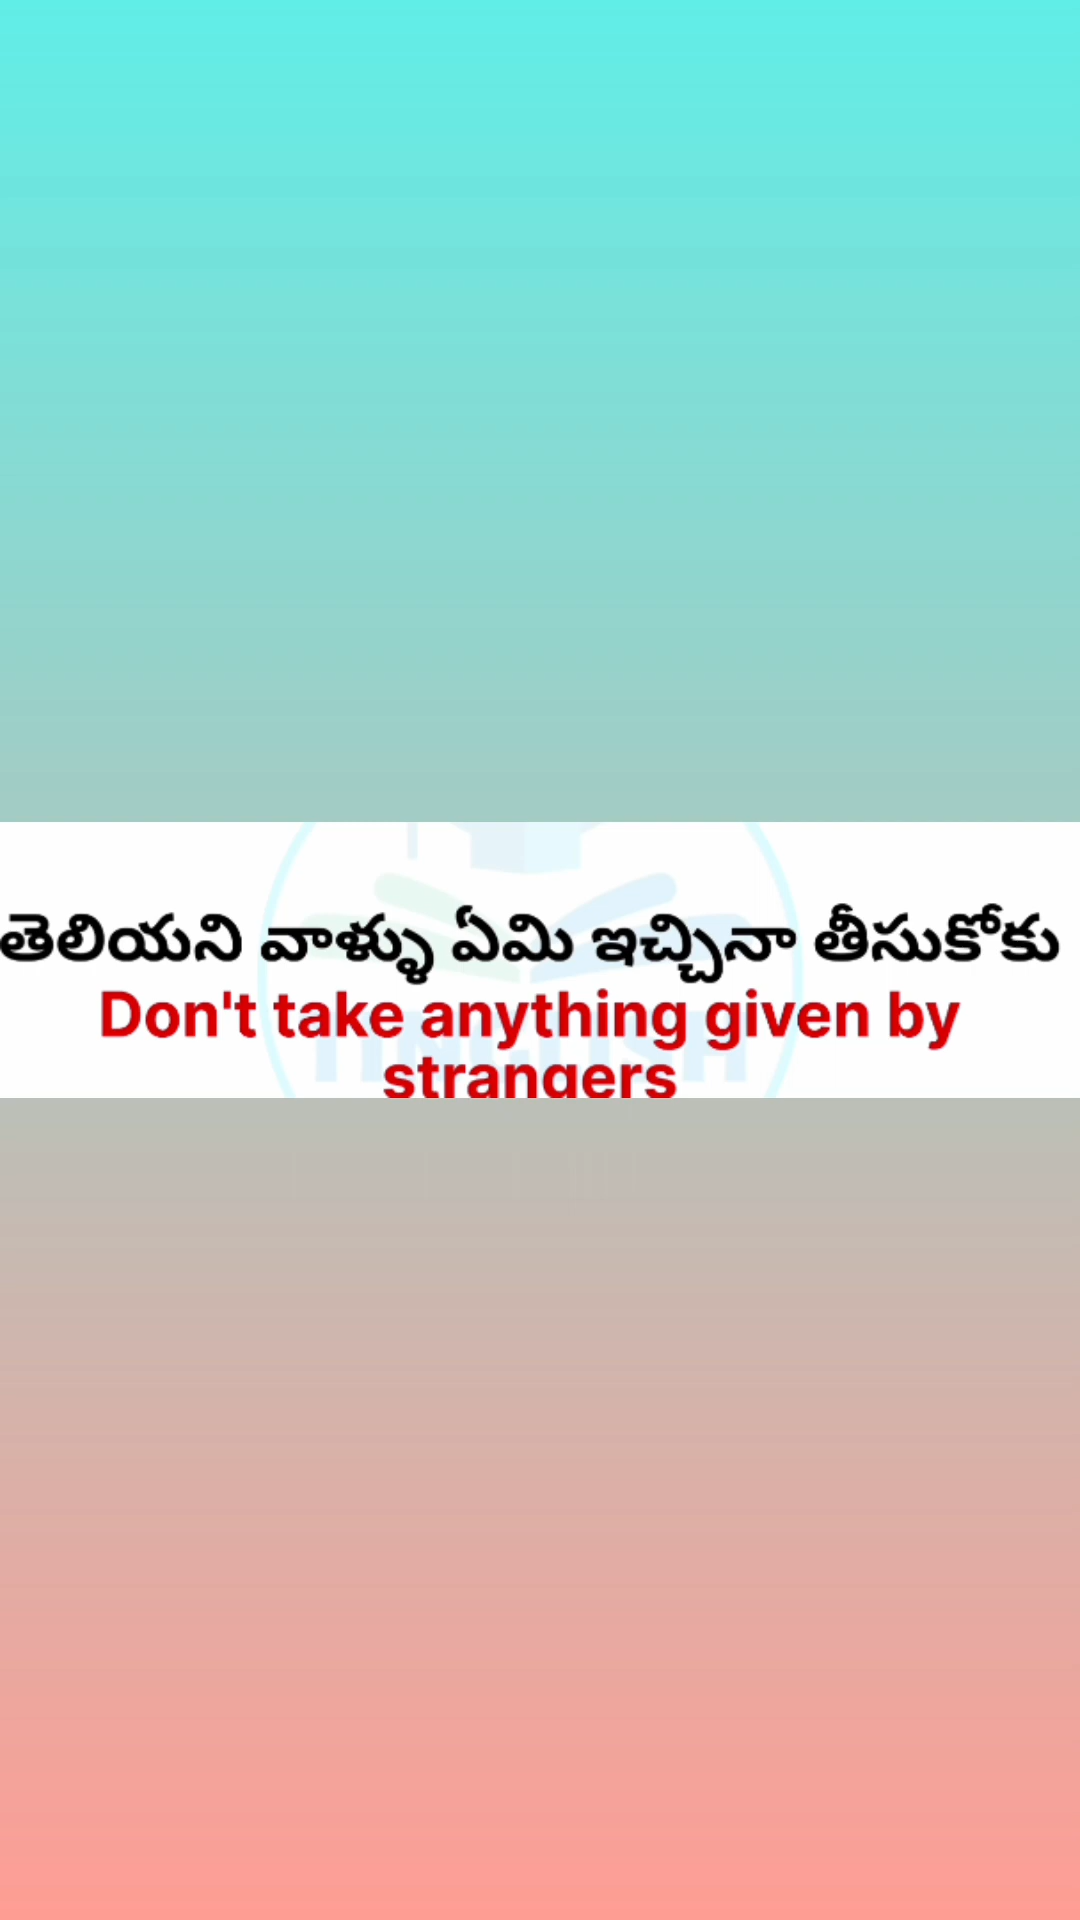 తెలియని వాళ్ళు ఏమి ఇచ్చినా తీసుకోకు
Don't take anything given by
strangers